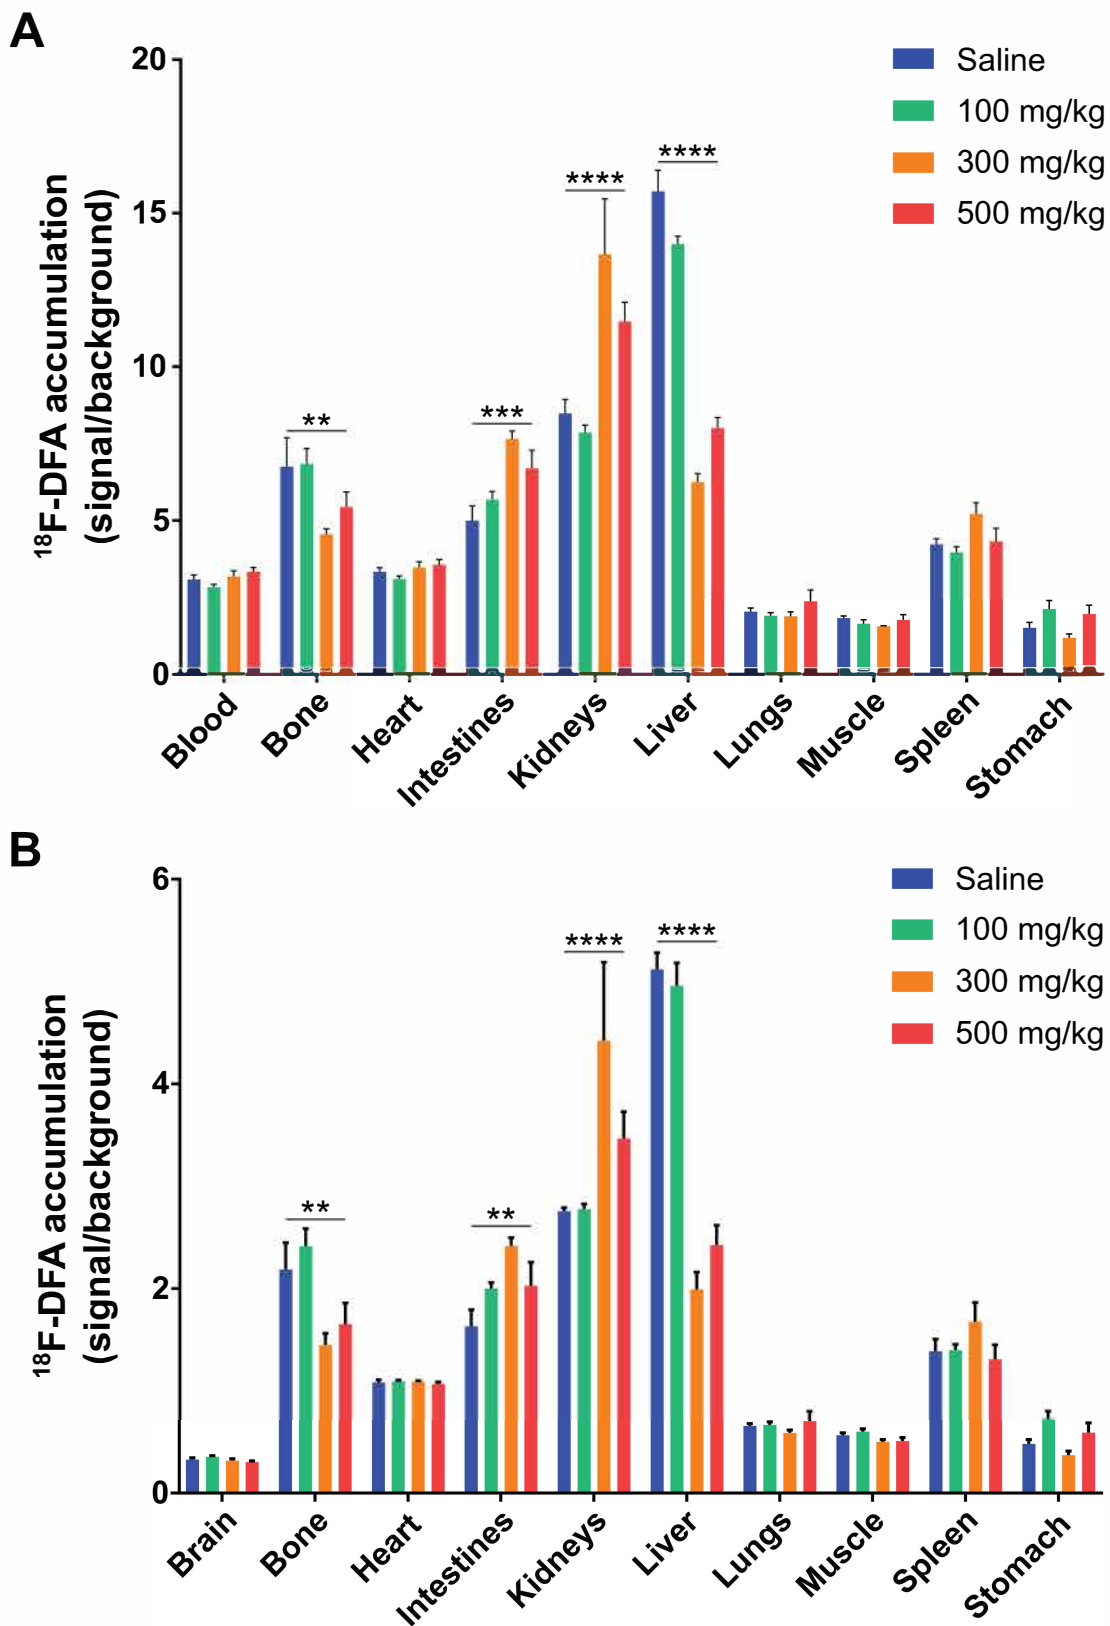 A
20
15
10
5
0
¹⁸F-DFA accumulation
(signal/background)
Saline
100 mg/kg
300 mg/kg
500 mg/kg
**
***
****
****
Blood
Bone
Heart
Intestines
Kidneys
Liver
Lungs
Muscle
Spleen
Stomach
B
6
4
2
0
¹⁸F-DFA accumulation
(signal/background)
Saline
100 mg/kg
300 mg/kg
500 mg/kg
**
**
****
****
Brain
Bone
Heart
Intestines
Kidneys
Liver
Lungs
Muscle
Spleen
Stomach